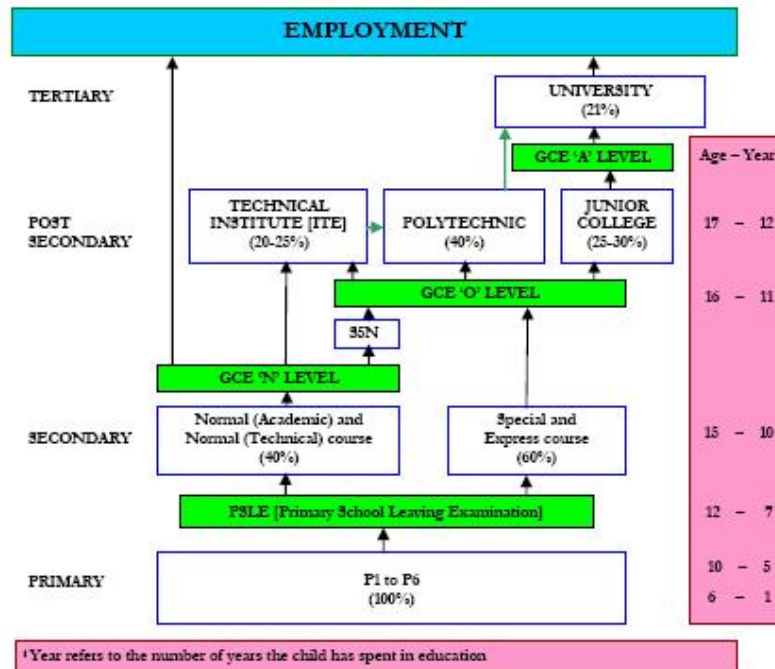 EMPLOYMENT
TERTIARY
UNIVERSITY
(21%)
GCE 'A' LEVEL
Age – Year
POST
SECONDARY
TECHNICAL
INSTITUTE [ITE]
(20-25%)
POLYTECHNIC
(40%)
JUNIOR
COLLEGE
(25-30%)
17 – 12
GCE 'O' LEVEL
16 – 11
S5N
GCE 'N' LEVEL
SECONDARY
Normal (Academic) and
Normal (Technical) course
(40%)
Special and
Express course
(60%)
15 – 10
PSLE [Primary School Leaving Examination]
12 – 7
PRIMARY
P1 to P6
(100%)
10 – 5
6 – 1
¹Year refers to the number of years the child has spent in education